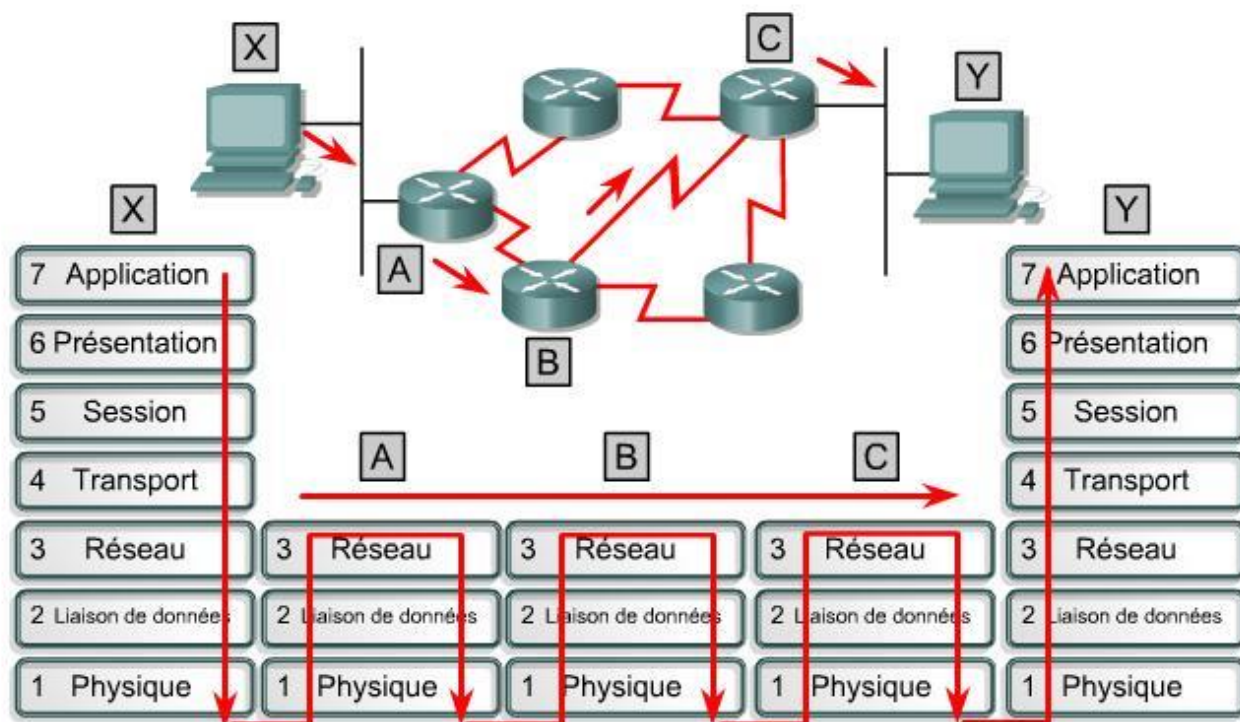 X
C
Y
A
B
X
Y
7 Application
6 Présentation
5 Session
4 Transport
3 Réseau
2 Liaison de données
1 Physique
A
B
C
3 Réseau
2 Liaison de données
1 Physique
3 Réseau
2 Liaison de données
1 Physique
3 Réseau
2 Liaison de données
1 Physique
7 Application
6 Présentation
5 Session
4 Transport
3 Réseau
2 Liaison de données
1 Physique